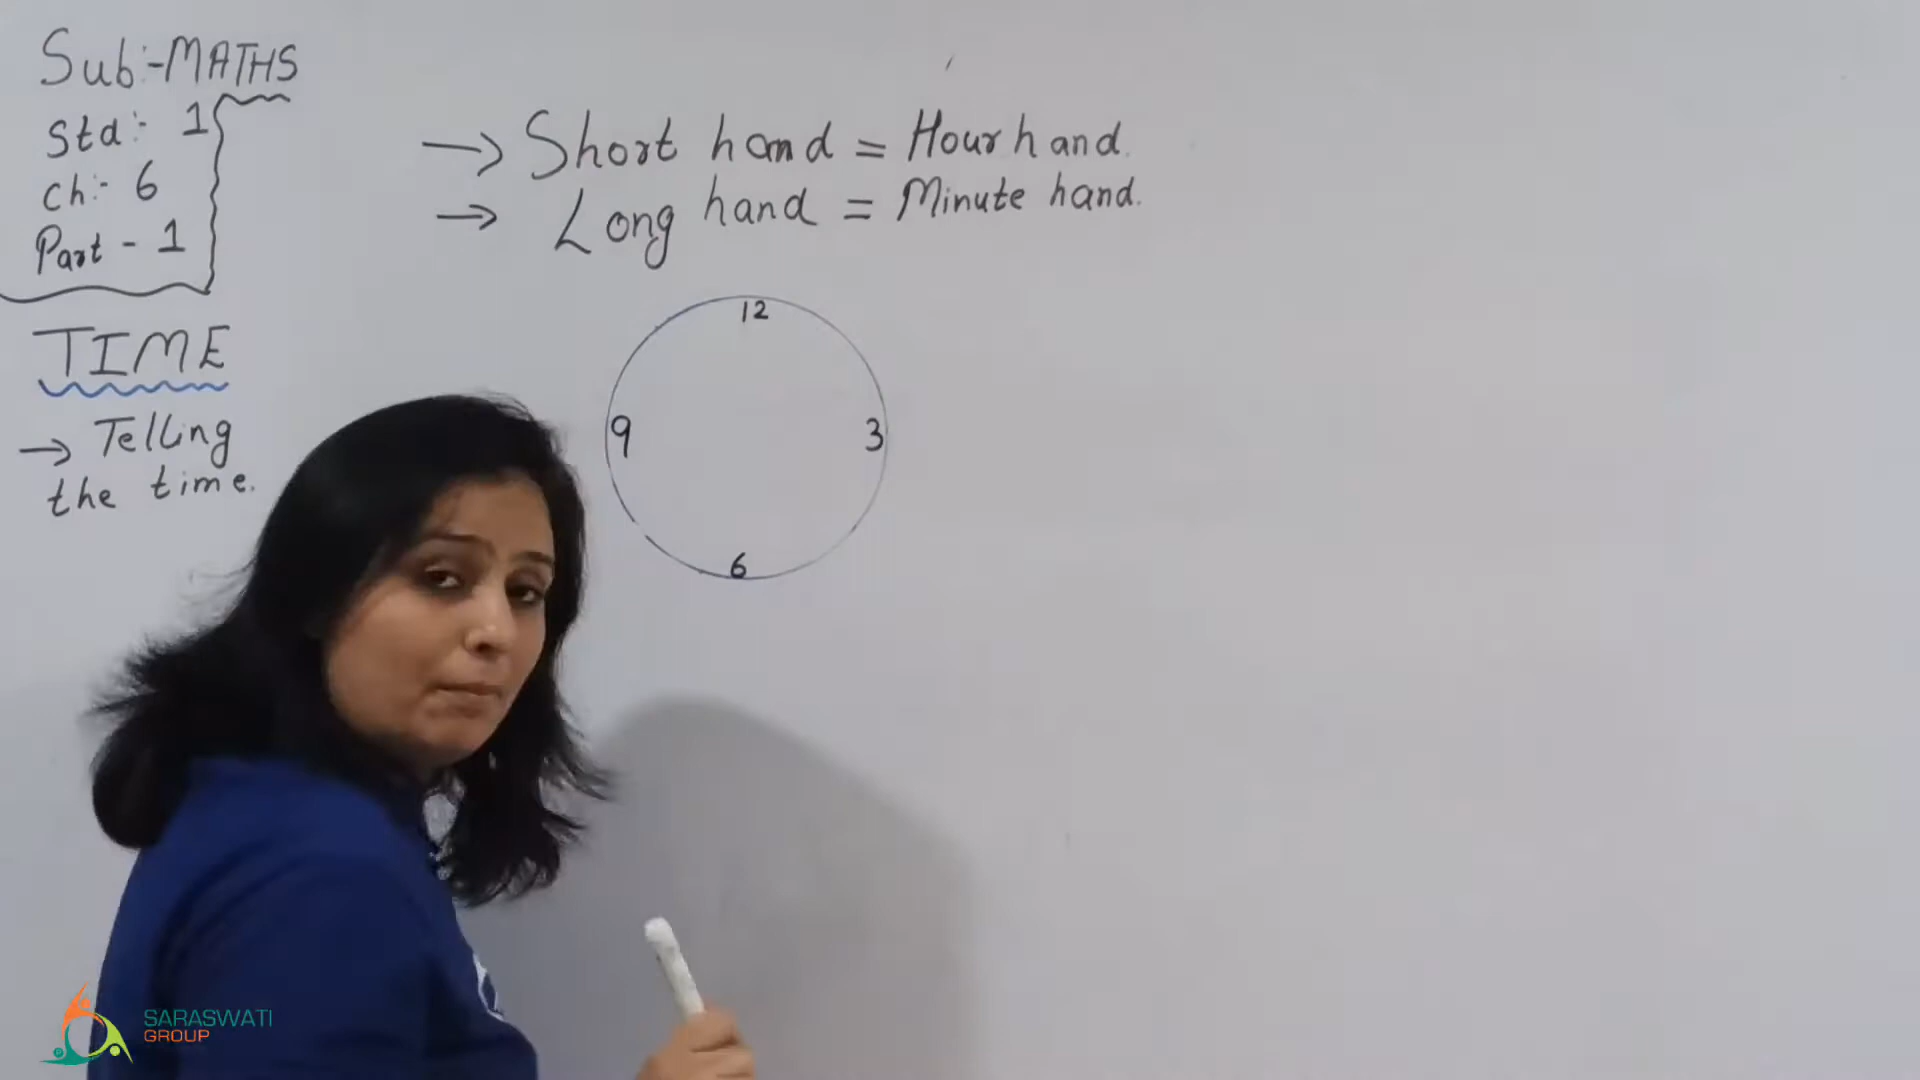 Sub:-MATHS
Std:- 1
Ch:- 6
Part - 1
TIME
→ Telling
the time.
→ Short hand = Hour hand.
→ Long hand = Minute hand.
12
9
3
6
SARASWATI
GROUP